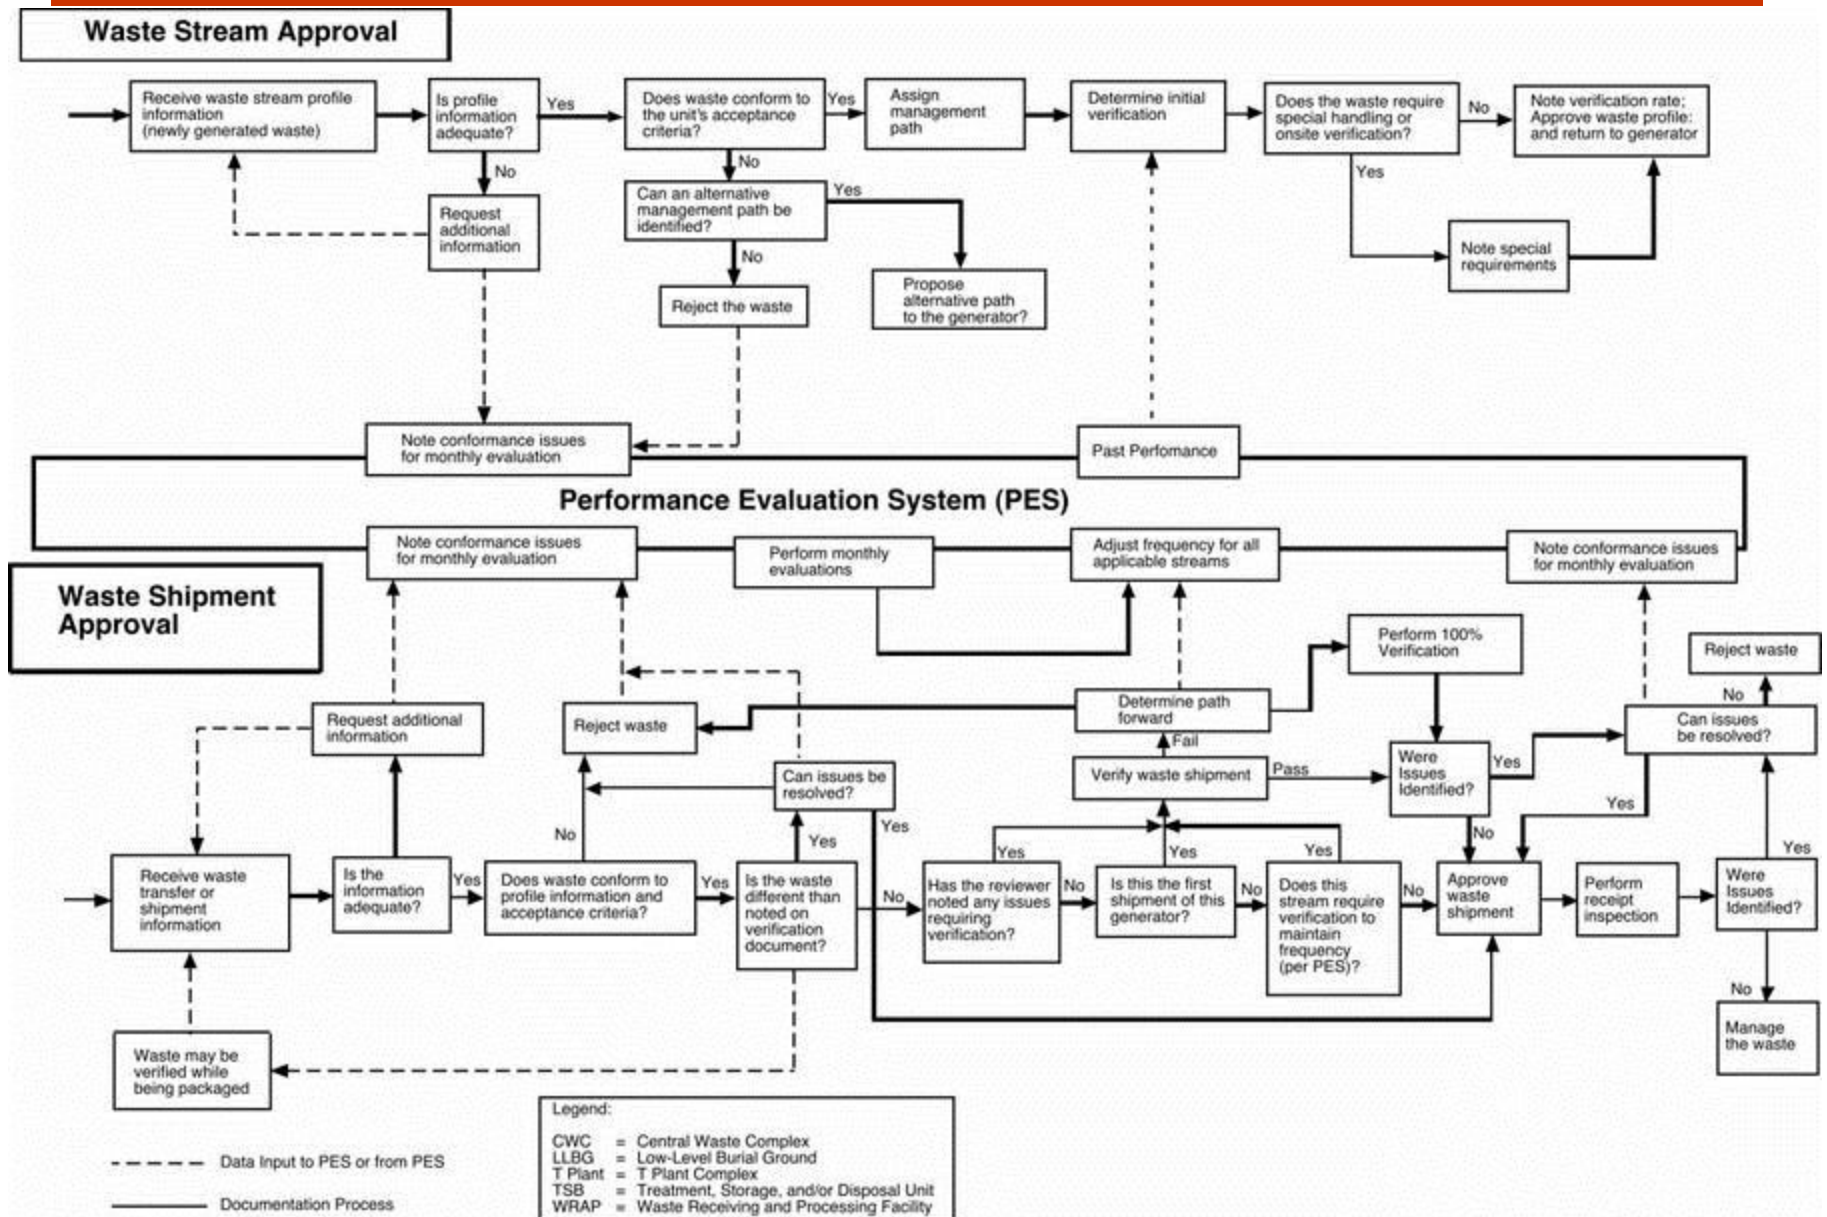 Waste Stream Approval
Receive waste stream profile
information
(newly generated waste)
Is profile
information
adequate?
Yes
Does waste conform to
the unit's acceptance
criteria?
Yes
Assign
management
path
Determine initial
verification
Does the waste require
special handling or
onsite verification?
No
Note verification rate;
Approve waste profile:
and return to generator
No
No
Yes
Request
additional
information
Can an alternative
management path be
identified?
Yes
Note special
requirements
No
Reject the waste
Propose
alternative path
to the generator?
Note conformance issues
for monthly evaluation
Past Perfomance
Performance Evaluation System (PES)
Note conformance issues
for monthly evaluation
Perform monthly
evaluations
Adjust frequency for all
applicable streams
Note conformance issues
for monthly evaluation
Waste Shipment
Approval
Perform 100%
Verification
Reject waste
No
Request additional
information
Reject waste
Determine path
forward
Can issues
be resolved?
Fail
Were
Issues
Identified?
Yes
Can issues be
resolved?
Verify waste shipment
Pass
Yes
No
Yes
Yes
No
Yes
Yes
Yes
Yes
Receive waste
transfer or
shipment
information
Is the
information
adequate?
Yes
Does waste conform to
profile information and
acceptance criteria?
Yes
Is the waste
different than
noted on
verification
document?
No
Has the reviewer
noted any issues
requiring
verification?
No
Is this the first
shipment of this
generator?
No
Does this
stream require
verification to
maintain
frequency
(per PES)?
No
Approve
waste
shipment
Perform
receipt
inspection
Were
Issues
Identified?
No
Manage
the waste
Waste may be
verified while
being packaged
Data Input to PES or from PES
Documentation Process
Legend:
CWC = Central Waste Complex
LLBG = Low-Level Burial Ground
T Plant = T Plant Complex
TSB = Treatment, Storage, and/or Disposal Unit
WRAP = Waste Receiving and Processing Facility